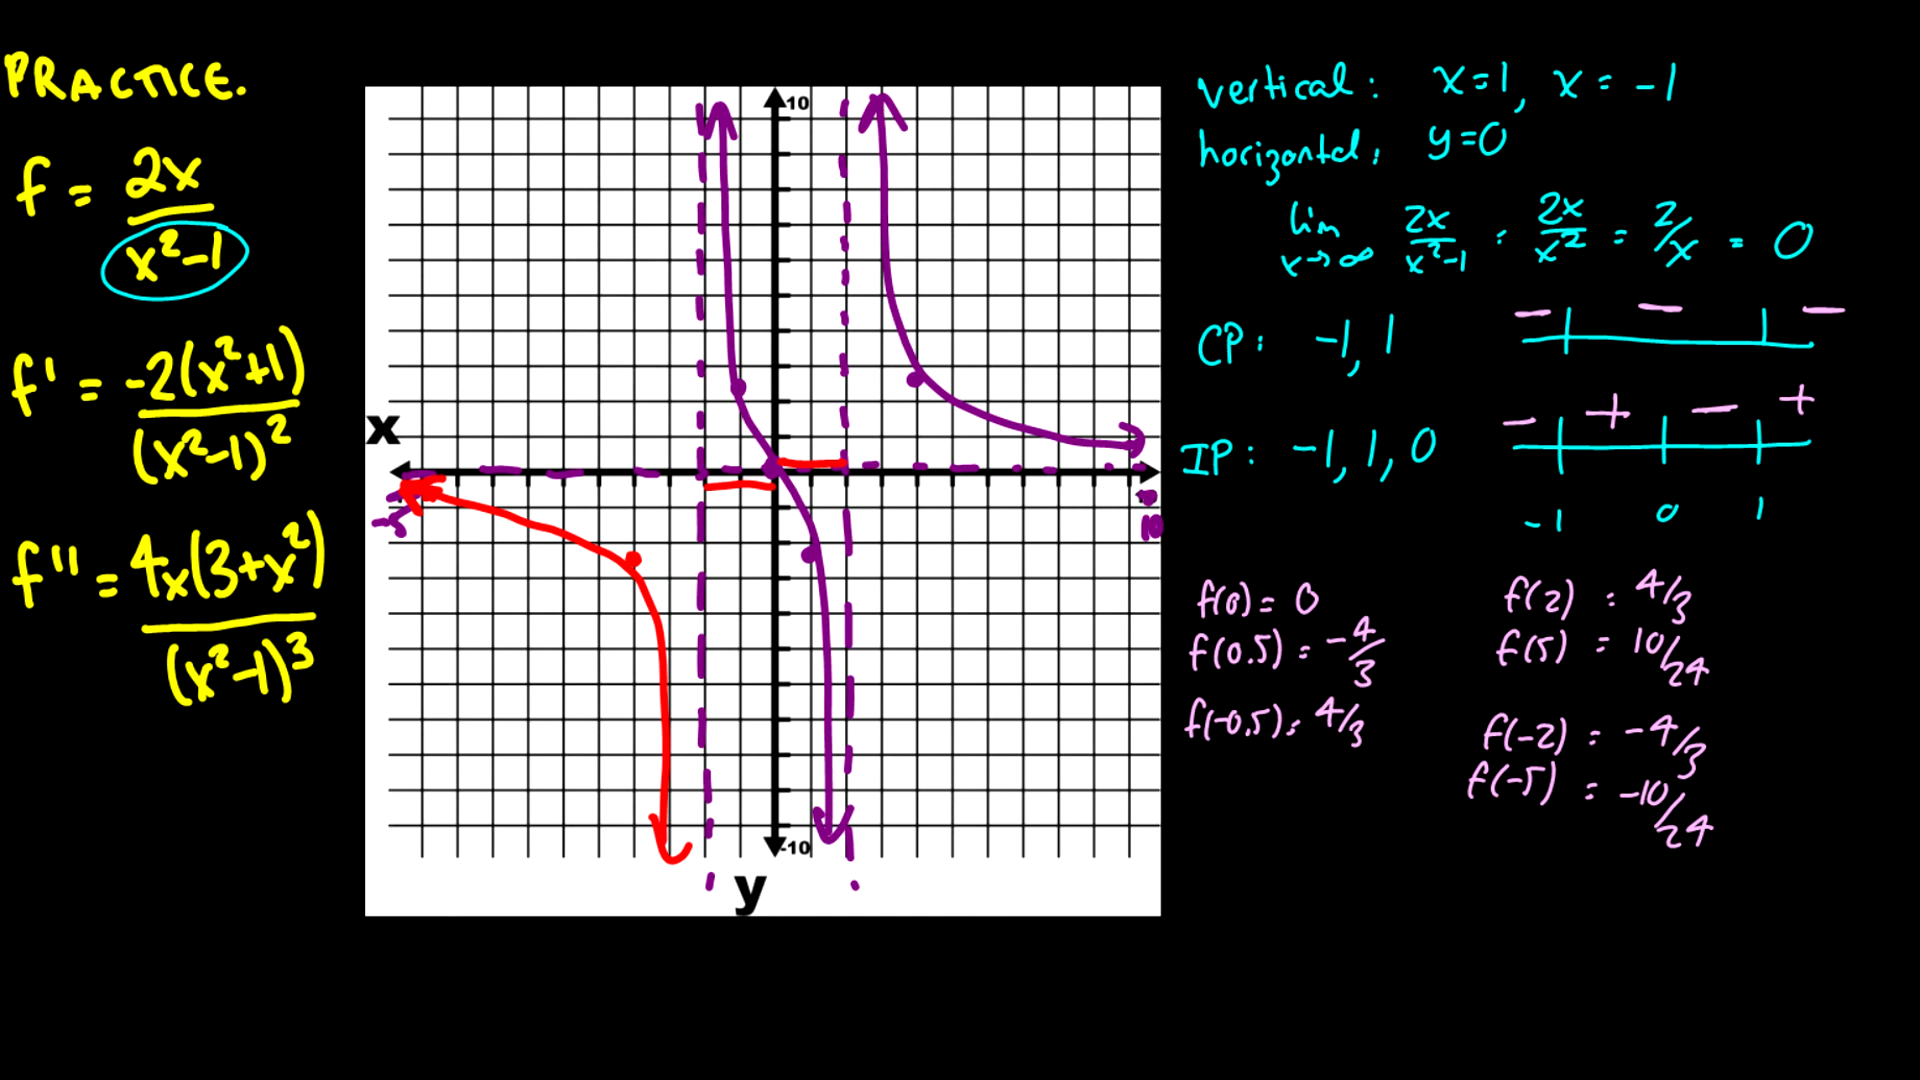 PRACTICE.
f = 2x / x²-1
f' = -2(x²+1) / (x²-1)²
f'' = 4x(3+x²) / (x²-1)³
10
x
10
-10
y
vertical: x=1, x=-1
horizontal: y=0
lim x→∞ 2x / x²-1 = 2x / x² = 2/x = 0
CP: -1, 1
- - -
IP: -1, 1, 0
- + - +
-1 0 1
f(0) = 0
f(0.5) = -4/3
f(-0.5) = 4/3
f(2) = 4/3
f(5) = 10/24
f(-2) = -4/3
f(-5) = -10/24